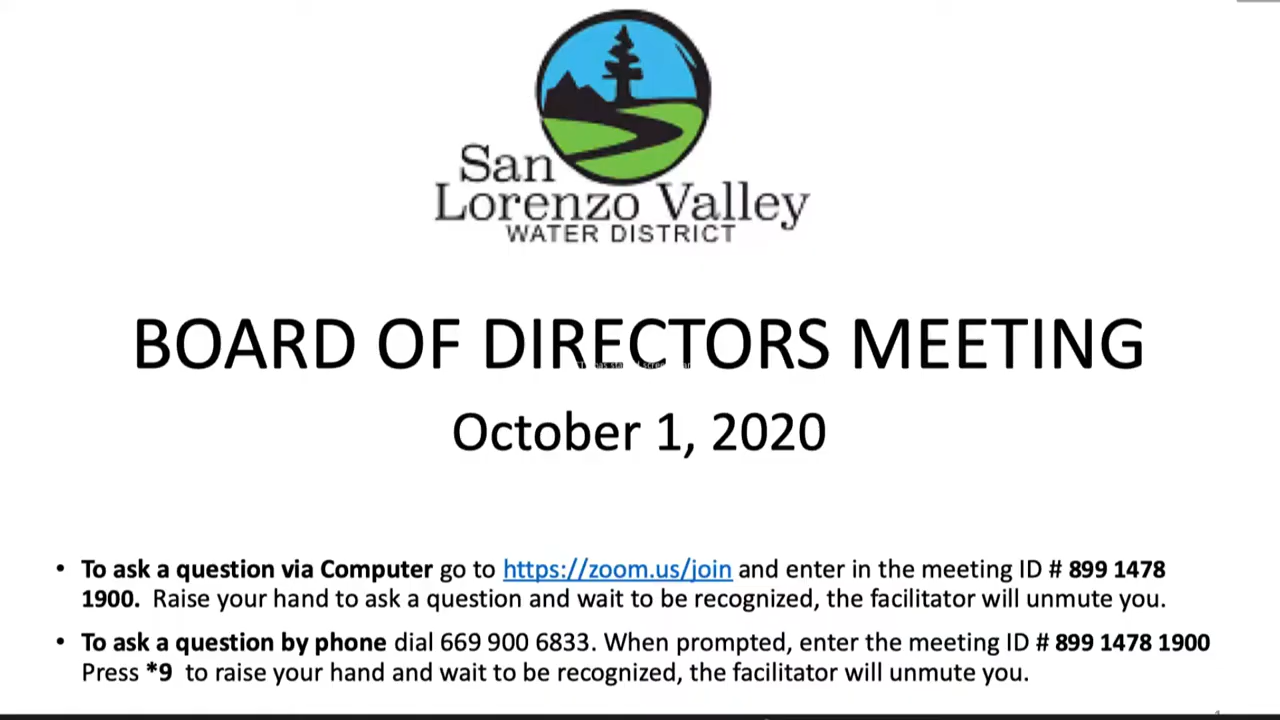 San
Lorenzo Valley
WATER DISTRICT
BOARD OF DIRECTORS MEETING
October 1, 2020
• To ask a question via Computer go to https://zoom.us/join and enter in the meeting ID # 899 1478
1900. Raise your hand to ask a question and wait to be recognized, the facilitator will unmute you.
• To ask a question by phone dial 669 900 6833. When prompted, enter the meeting ID # 899 1478 1900
Press *9 to raise your hand and wait to be recognized, the facilitator will unmute you.